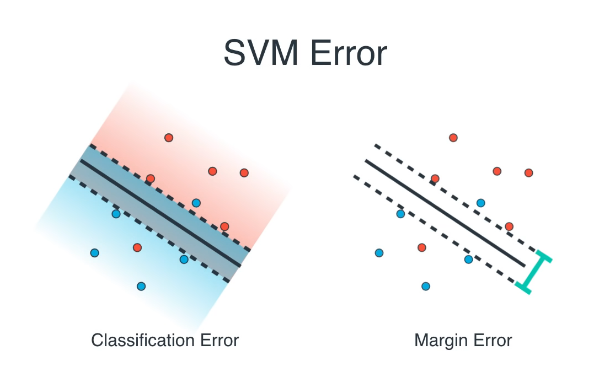 SVM Error
Classification Error
Margin Error